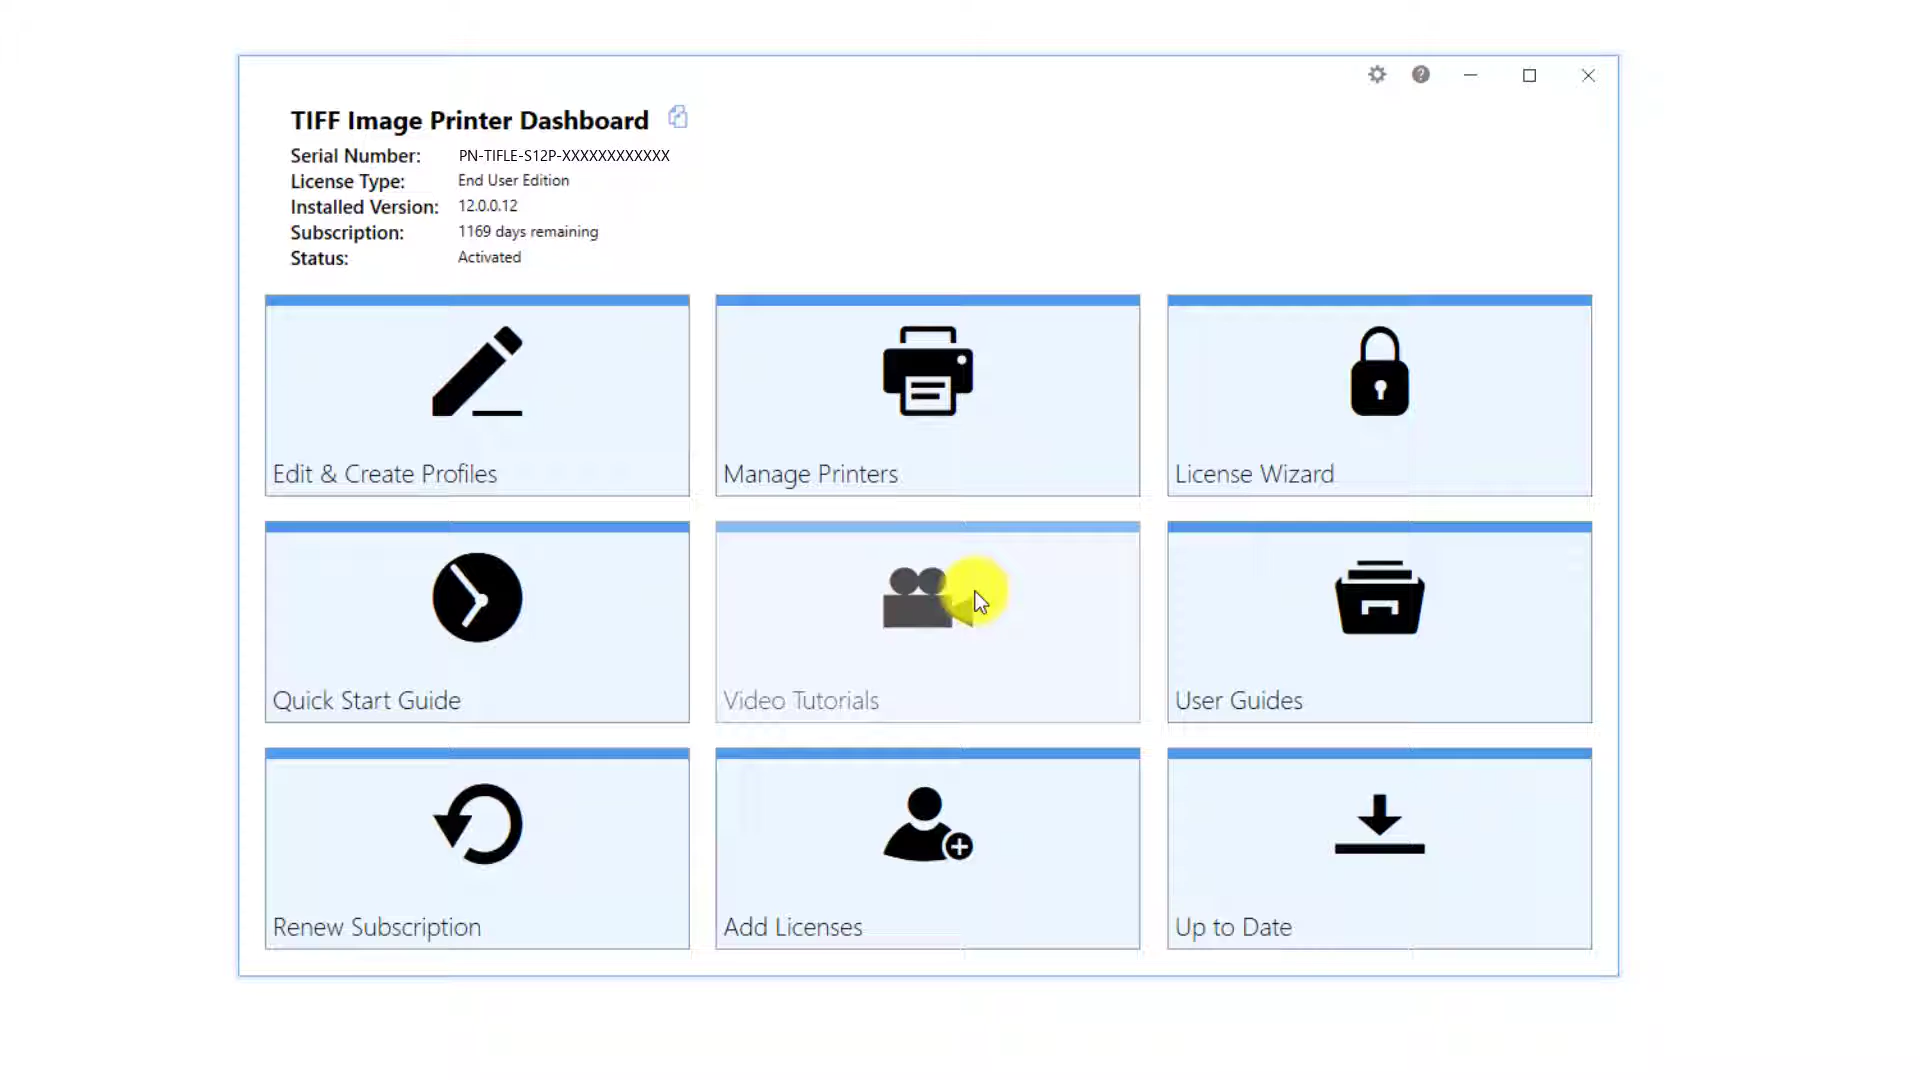 TIFF Image Printer Dashboard
Serial Number: PN-TIFLE-S12P-XXXXXXXXXXXX
License Type: End User Edition
Installed Version: 12.0.0.12
Subscription: 1169 days remaining
Status: Activated
Edit & Create Profiles
Manage Printers
License Wizard
Quick Start Guide
Video Tutorials
User Guides
Renew Subscription
Add Licenses
Up to Date